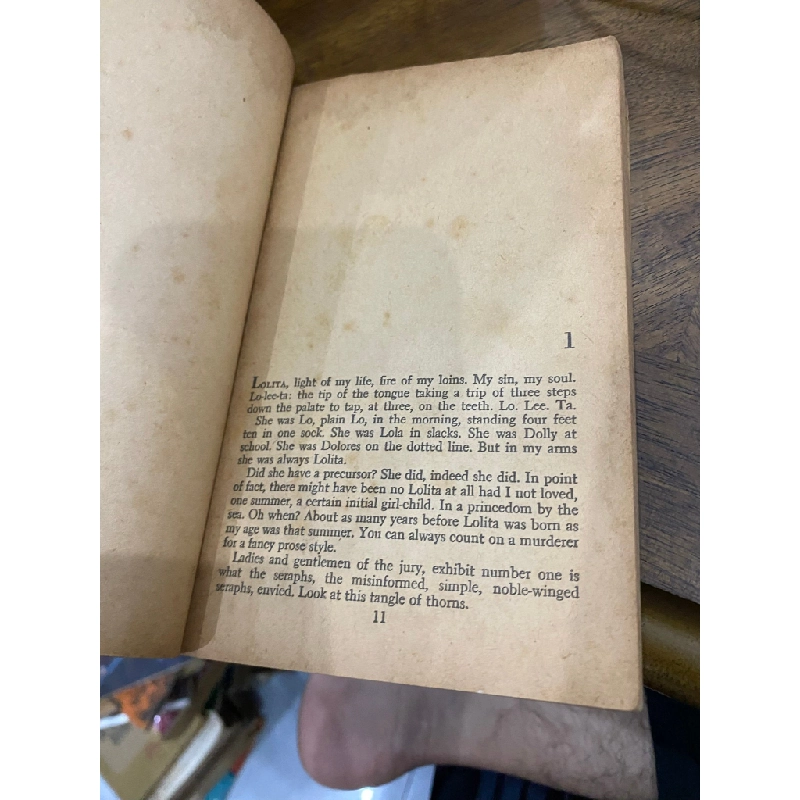 1
LOLITA, light of my life, fire of my loins. My sin, my soul.
Lo-lee-ta: the tip of the tongue taking a trip of three steps
down the palate to tap, at three, on the teeth. Lo. Lee. Ta.
She was Lo, plain Lo, in the morning, standing four feet
ten in one sock. She was Lola in slacks. She was Dolly at
school. She was Dolores on the dotted line. But in my arms
she was always Lolita.
Did she have a precursor? She did, indeed she did. In point
of fact, there might have been no Lolita at all had I not loved,
one summer, a certain initial girl-child. In a princedom by the
sea. Oh when? About as many years before Lolita was born as
my age was that summer. You can always count on a murderer
for a fancy prose style.
Ladies and gentlemen of the jury, exhibit number one is
what the seraphs, the misinformed, simple, noble-winged
seraphs, envied. Look at this tangle of thorns.
11